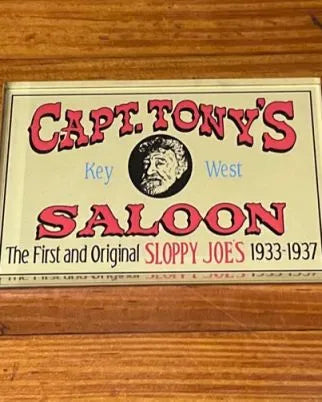 CAPT. TONY'S
Key West
SALOON
The First and Original SLOPPY JOE'S 1933-1937